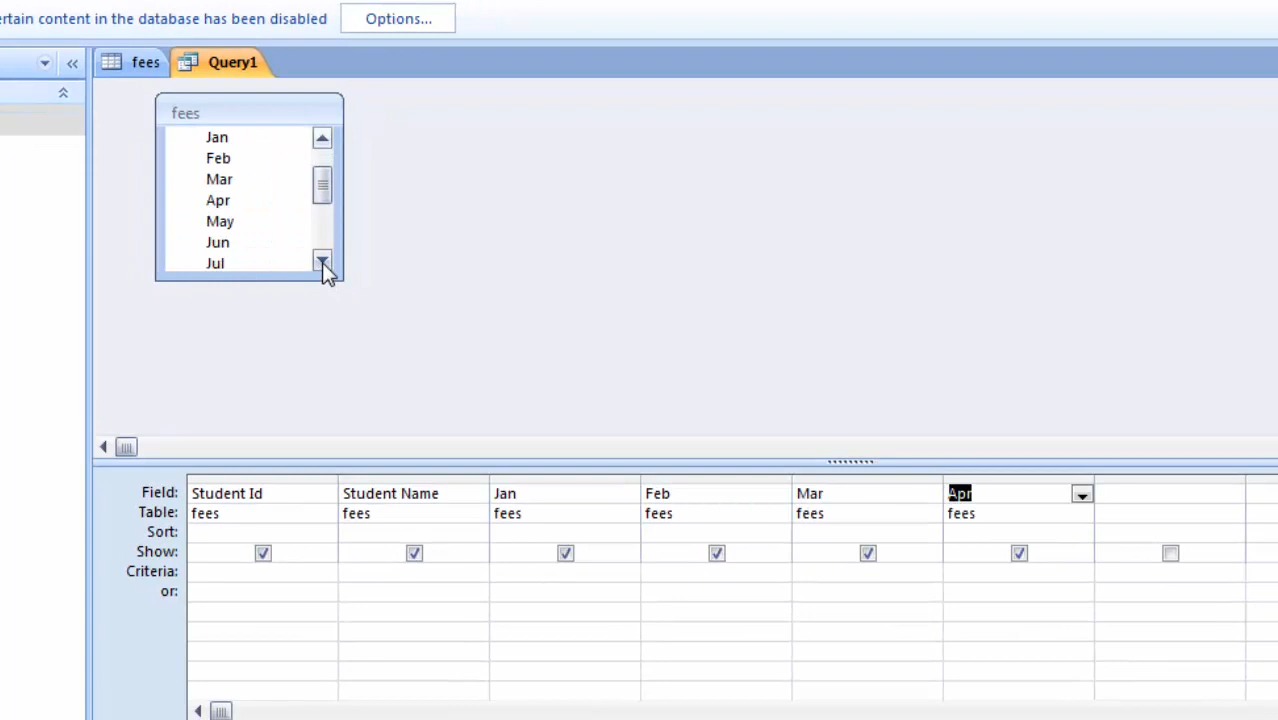 ertain content in the database has been disabled Options...
fees Query1
fees
Jan
Feb
Mar
Apr
May
Jun
Jul
Field: Student Id Student Name Jan Feb Mar Apr
Table: fees fees fees fees fees fees
Sort:
Show:
Criteria:
or: